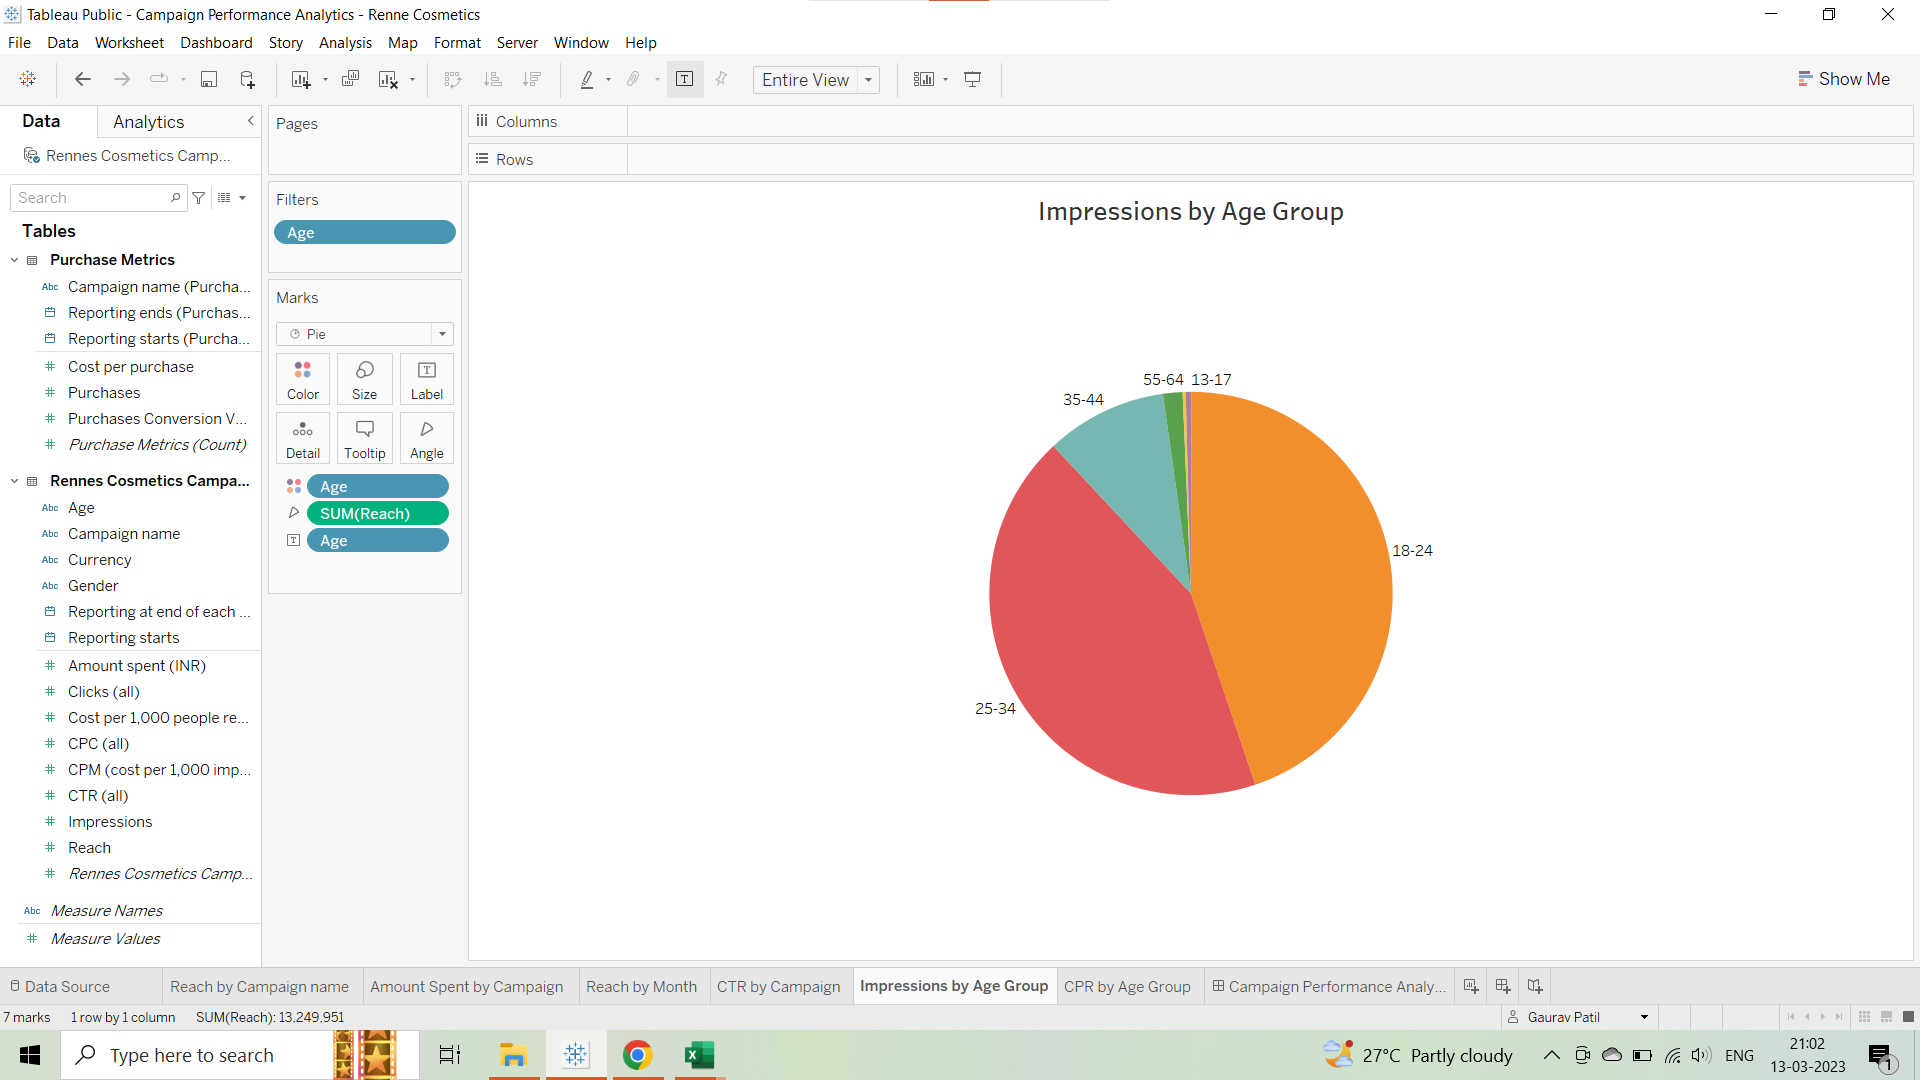 Tableau Public - Campaign Performance Analytics - Renne Cosmetics
File Data Worksheet Dashboard Story Analysis Map Format Server Window Help
Entire View
Show Me
Data Analytics
Rennes Cosmetics Camp...
Search
Tables
Purchase Metrics
Abc Campaign name (Purcha...
Reporting ends (Purchas...
Reporting starts (Purcha...
Cost per purchase
Purchases
Purchases Conversion V...
Purchase Metrics (Count)
Rennes Cosmetics Campa...
Abc Age
Abc Campaign name
Abc Currency
Abc Gender
Reporting at end of each ...
Reporting starts
Amount spent (INR)
Clicks (all)
Cost per 1,000 people re...
CPC (all)
CPM (cost per 1,000 imp...
CTR (all)
Impressions
Reach
Rennes Cosmetics Camp...
Abc Measure Names
Measure Values
Pages
Filters
Age
Marks
Pie
Color Size Label
Detail Tooltip Angle
Age
SUM(Reach)
Age
Columns
Rows
Impressions by Age Group
55-64 13-17
35-44
18-24
25-34
Data Source Reach by Campaign name Amount Spent by Campaign Reach by Month CTR by Campaign Impressions by Age Group CPR by Age Group Campaign Performance Analy...
7 marks 1 row by 1 column SUM(Reach): 13,249,951
Gaurav Patil
Type here to search
27°C Partly cloudy
ENG
21:02
13-03-2023
1